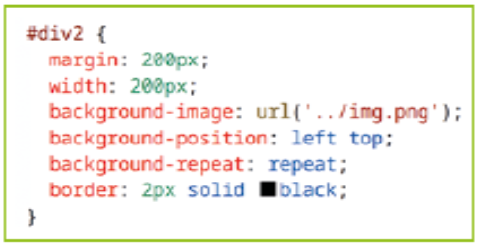 #div2 {
margin: 200px;
width: 200px;
background-image: url('../img.png');
background-position: left top;
background-repeat: repeat;
border: 2px solid black;
}